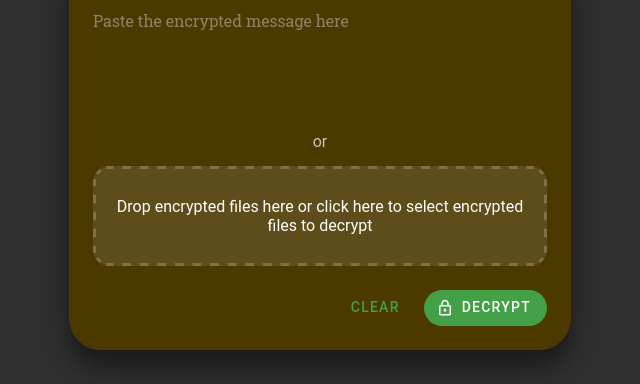 Paste the encrypted message here
or
Drop encrypted files here or click here to select encrypted
files to decrypt
CLEAR
DECRYPT